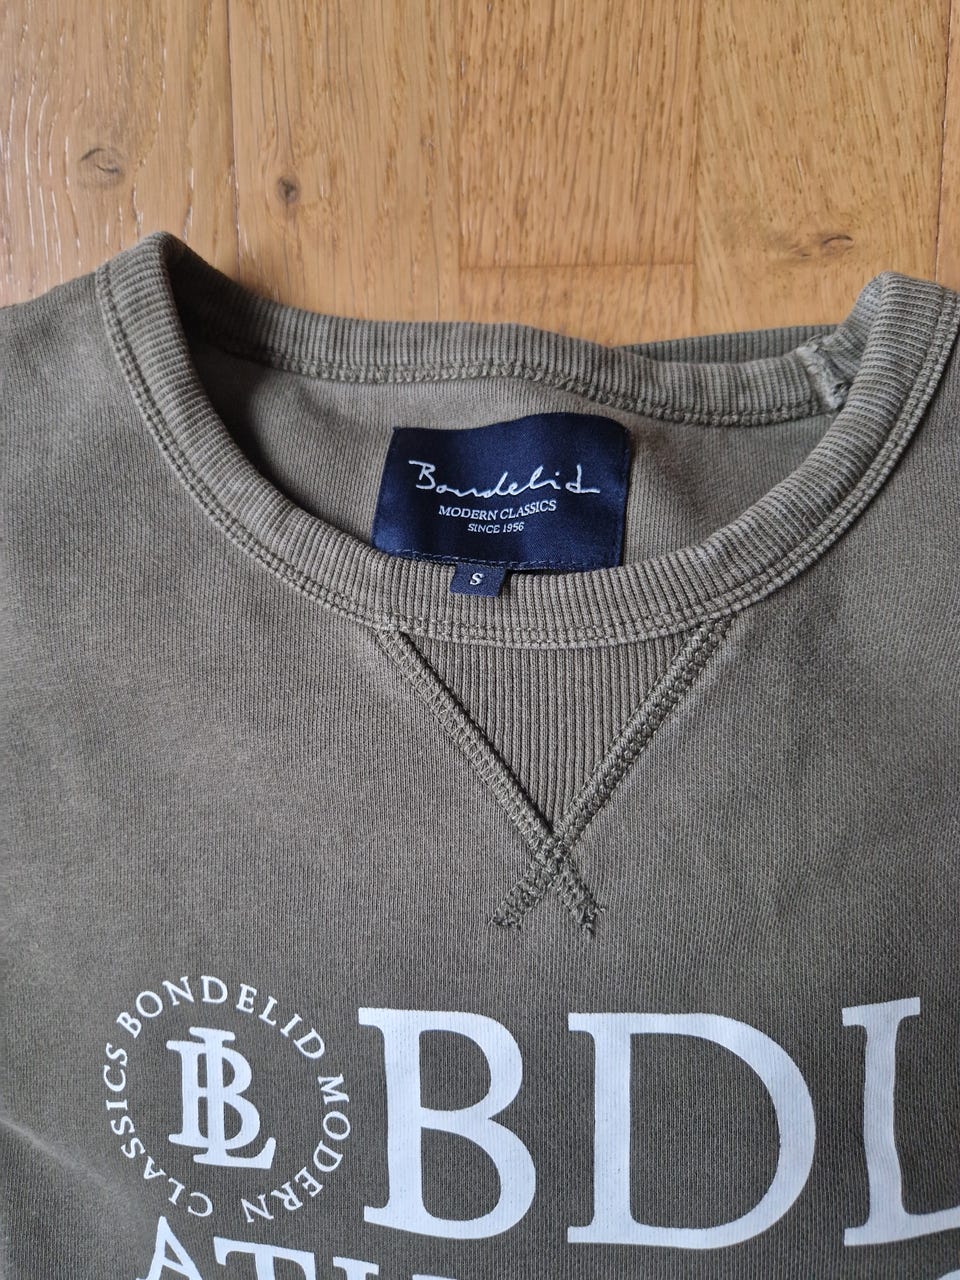 Bondelid
MODERN CLASSICS
SINCE 1956
S
BONDELID MODERN CLASSICS
BL
BDL